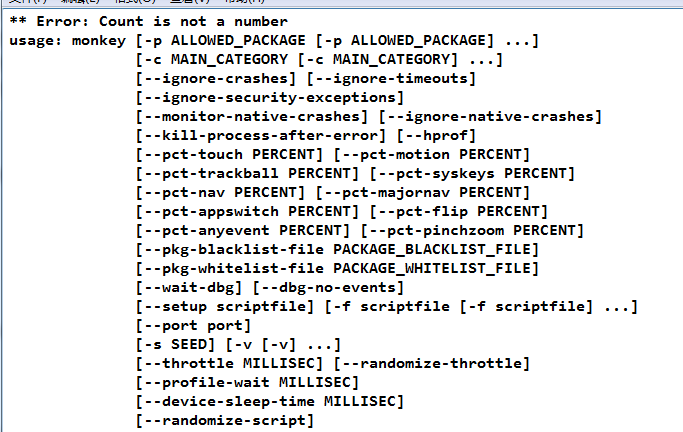 ** Error: Count is not a number
usage: monkey [-p ALLOWED_PACKAGE [-p ALLOWED_PACKAGE] ...]
[-c MAIN_CATEGORY [-c MAIN_CATEGORY] ...]
[--ignore-crashes] [--ignore-timeouts]
[--ignore-security-exceptions]
[--monitor-native-crashes] [--ignore-native-crashes]
[--kill-process-after-error] [--hprof]
[--pct-touch PERCENT] [--pct-motion PERCENT]
[--pct-trackball PERCENT] [--pct-syskeys PERCENT]
[--pct-nav PERCENT] [--pct-majornav PERCENT]
[--pct-appswitch PERCENT] [--pct-flip PERCENT]
[--pct-anyevent PERCENT] [--pct-pinchzoom PERCENT]
[--pkg-blacklist-file PACKAGE_BLACKLIST_FILE]
[--pkg-whitelist-file PACKAGE_WHITELIST_FILE]
[--wait-dbg] [--dbg-no-events]
[--setup scriptfile] [-f scriptfile [-f scriptfile] ...]
[--port port]
[-s SEED] [-v [-v] ...]
[--throttle MILLISEC] [--randomize-throttle]
[--profile-wait MILLISEC]
[--device-sleep-time MILLISEC]
[--randomize-script]